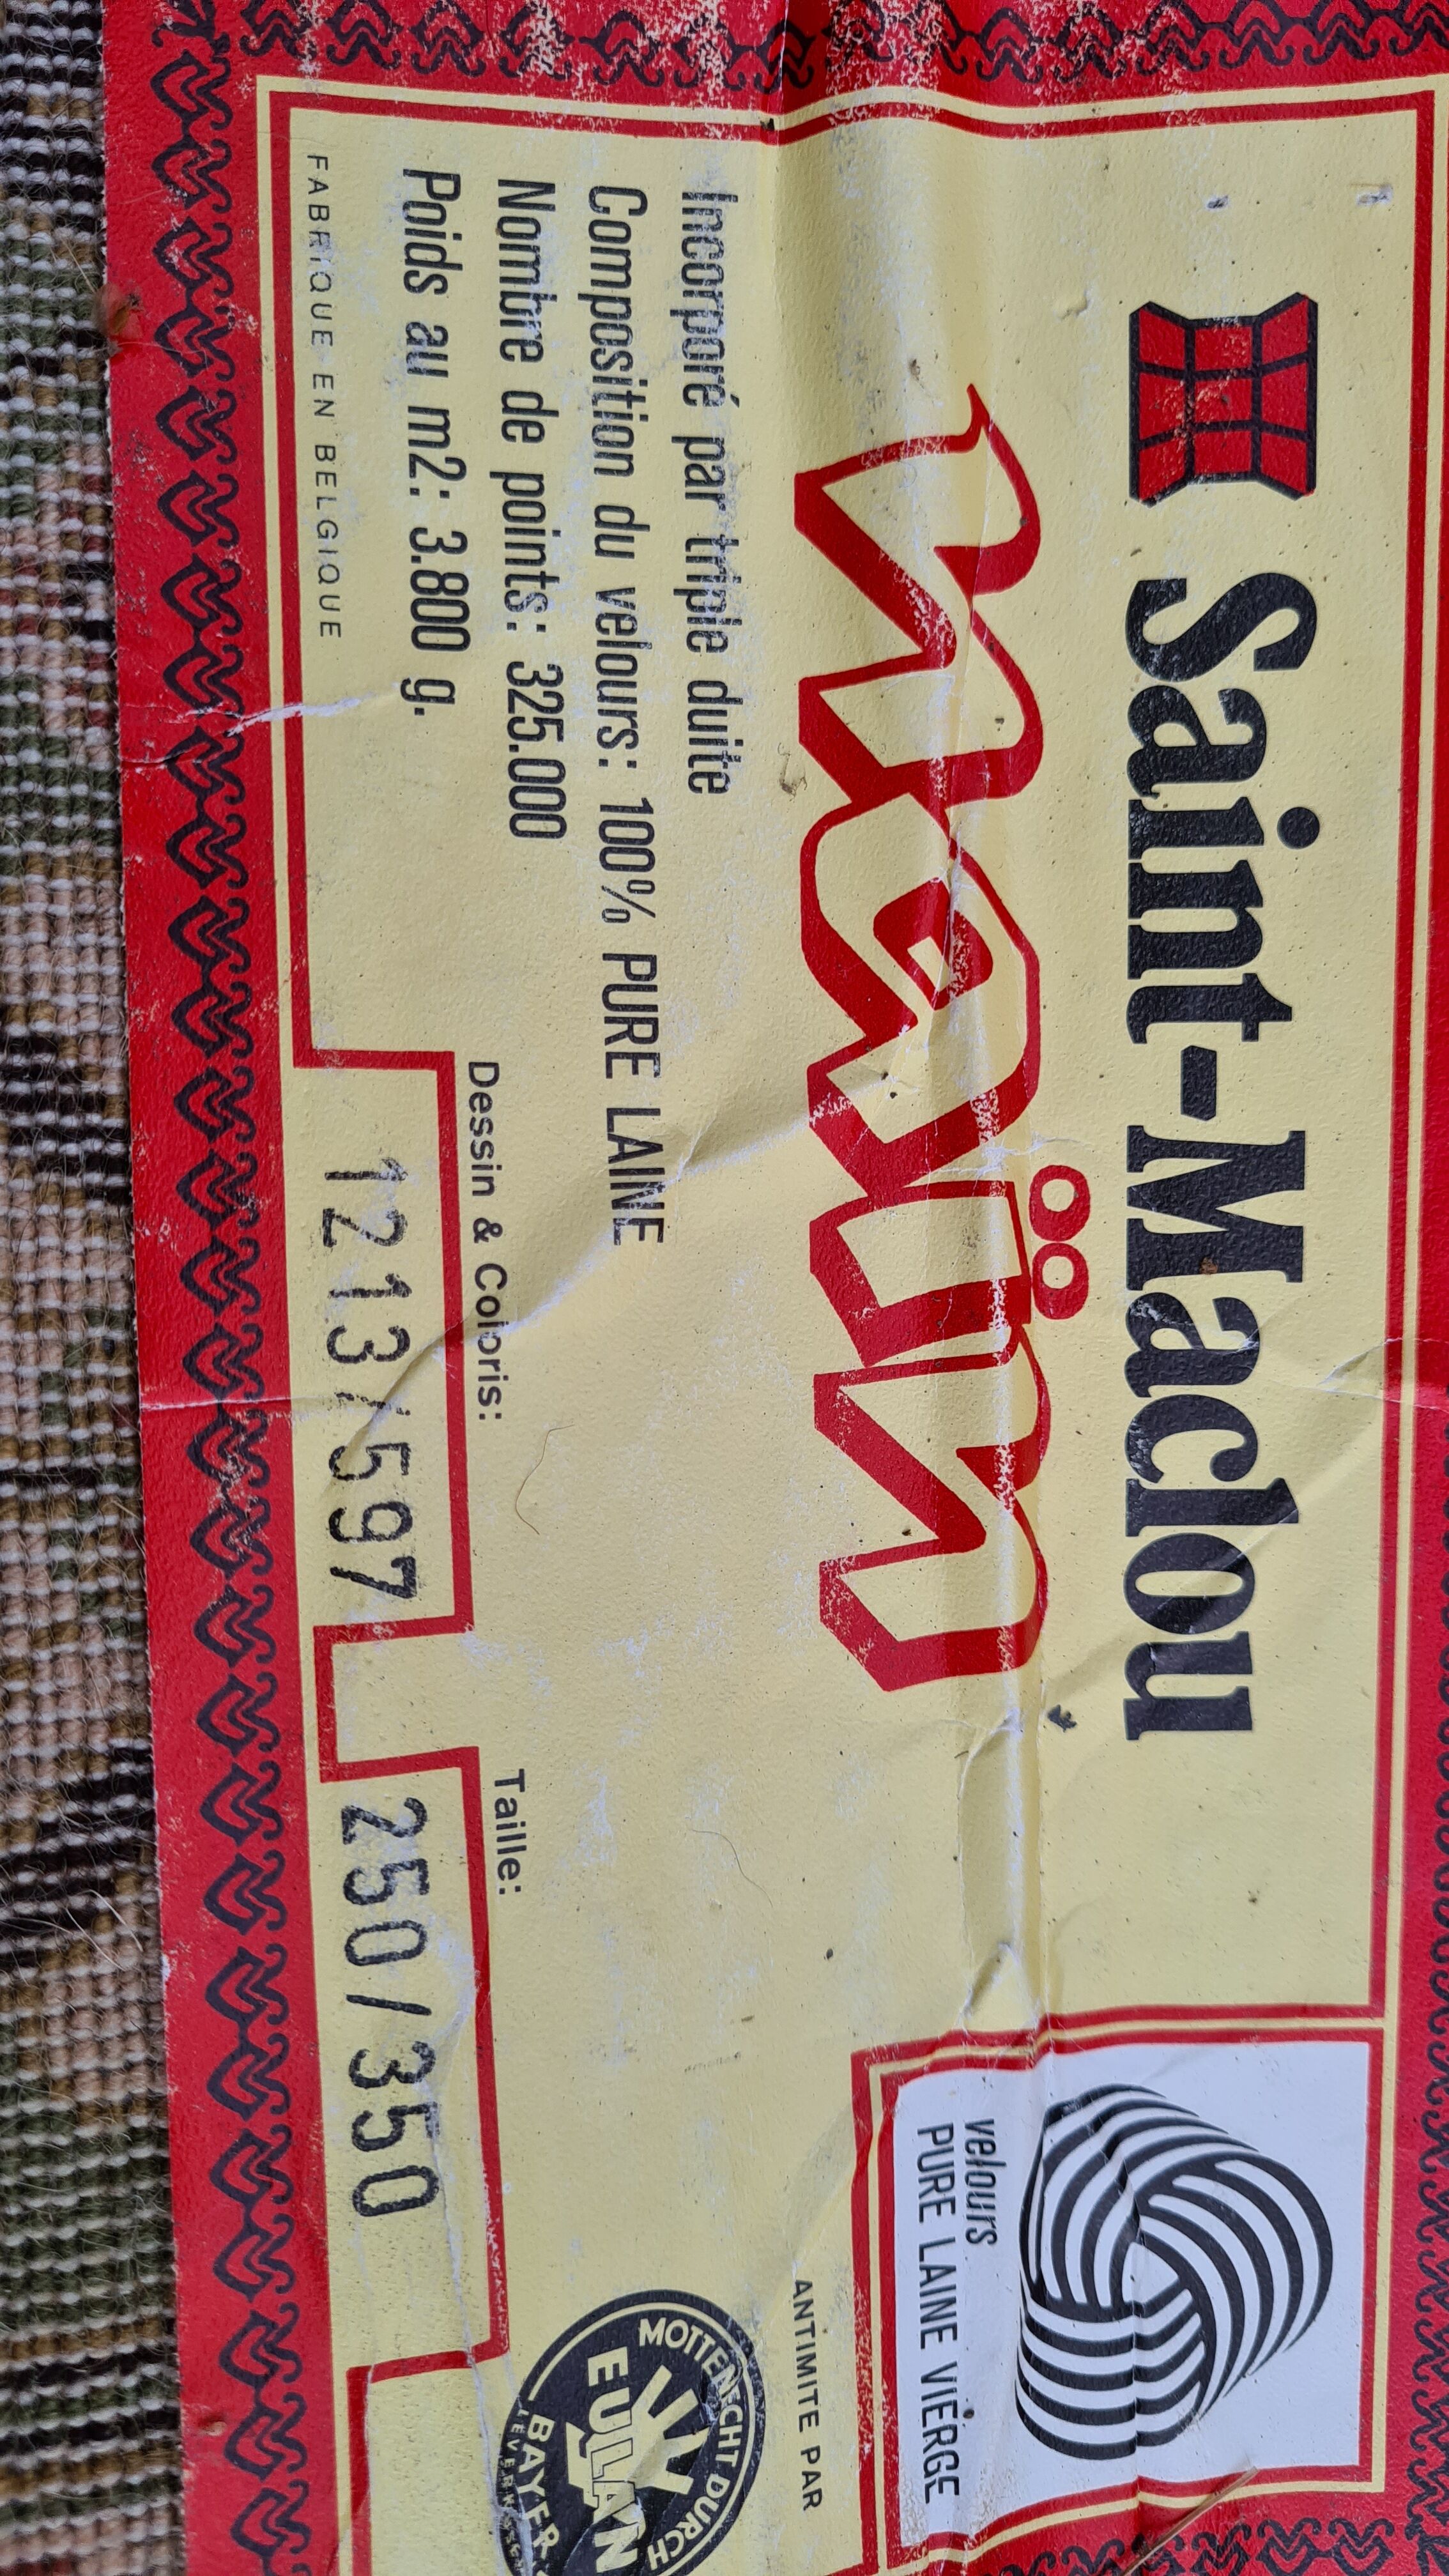 Saint-Maclou
naïn
velours
PURE LAINE VIERGE
Incorporé par triple duite
Composition du velours: 100% PURE LAINE
Nombre de points: 325.000
Poids au m2: 3.800 g.
FABRIQUE EN BELGIQUE
Dessin & Coloris:
1213/597
Taille:
250/350
ANTIMITE PAR
MOTTENECHT DURCH
EULAN
BAYER